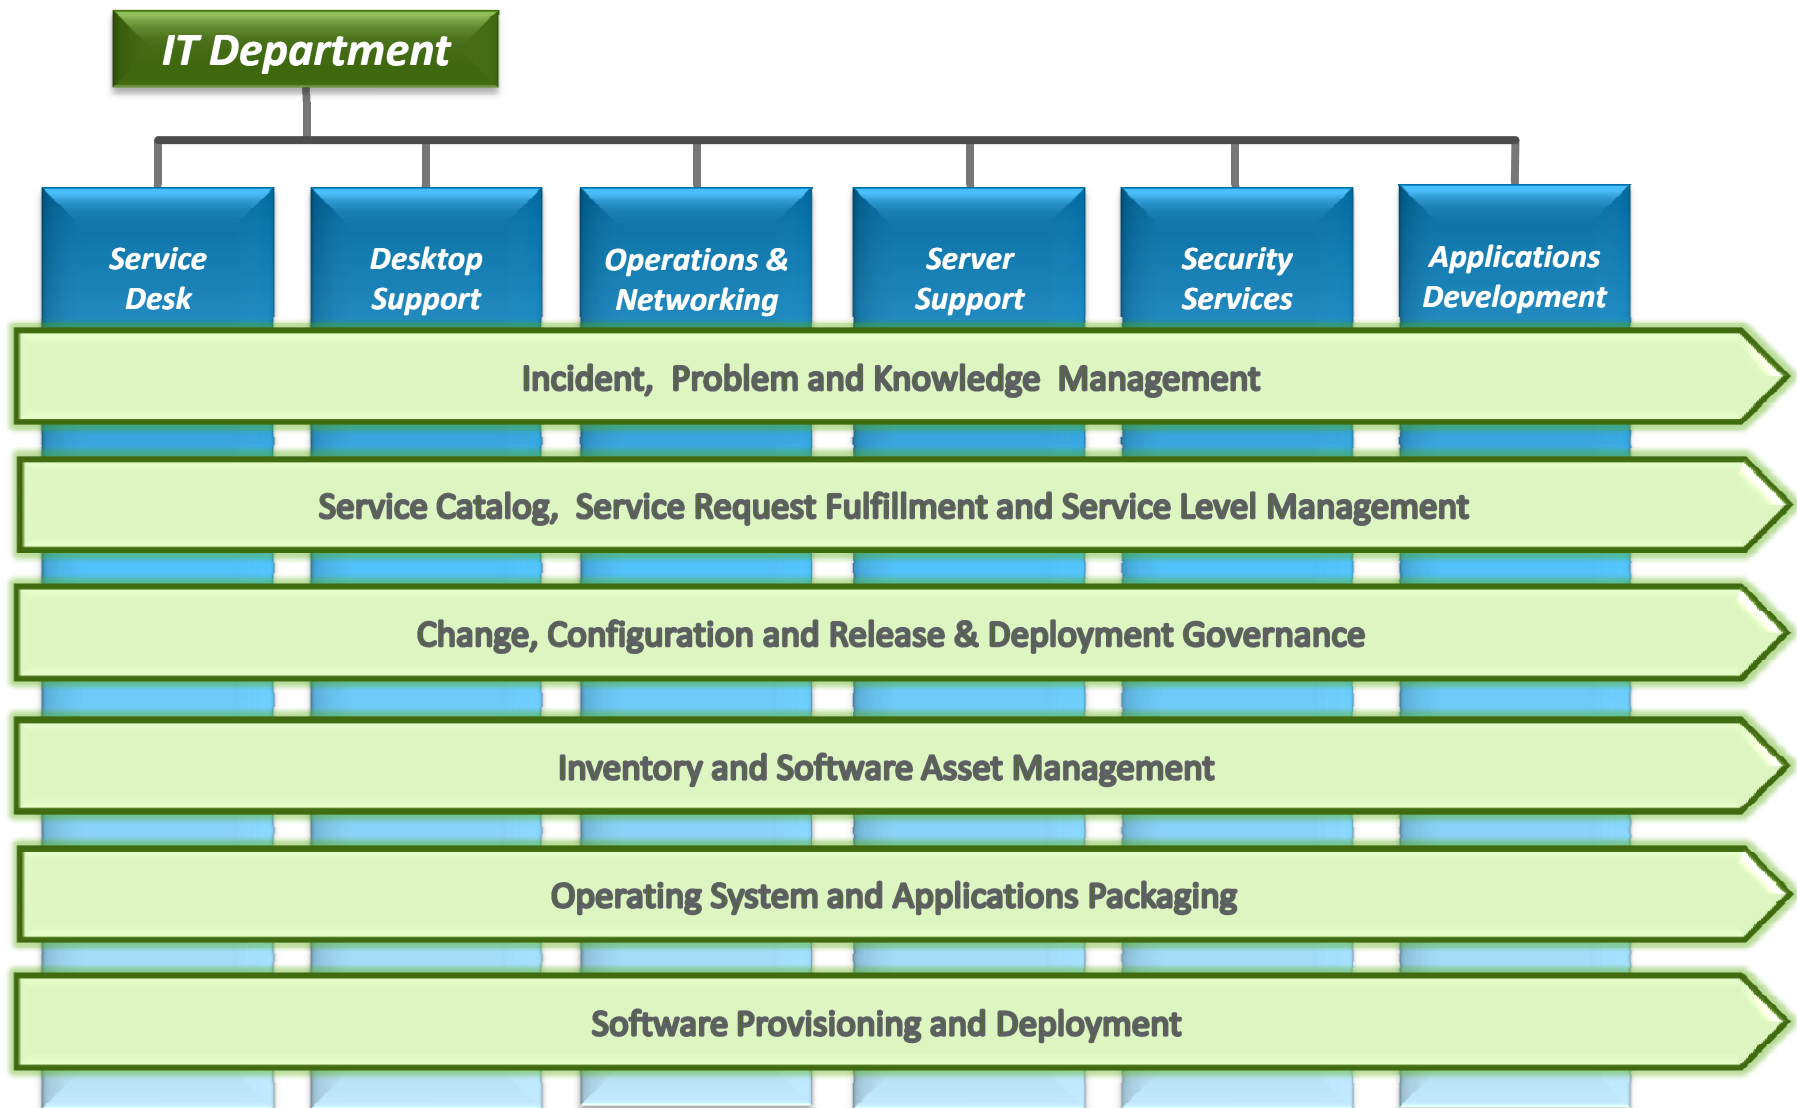 IT Department
Service
Desk
Desktop
Support
Operations &
Networking
Server
Support
Security
Services
Applications
Development
Incident, Problem and Knowledge Management
Service Catalog, Service Request Fulfillment and Service Level Management
Change, Configuration and Release & Deployment Governance
Inventory and Software Asset Management
Operating System and Applications Packaging
Software Provisioning and Deployment